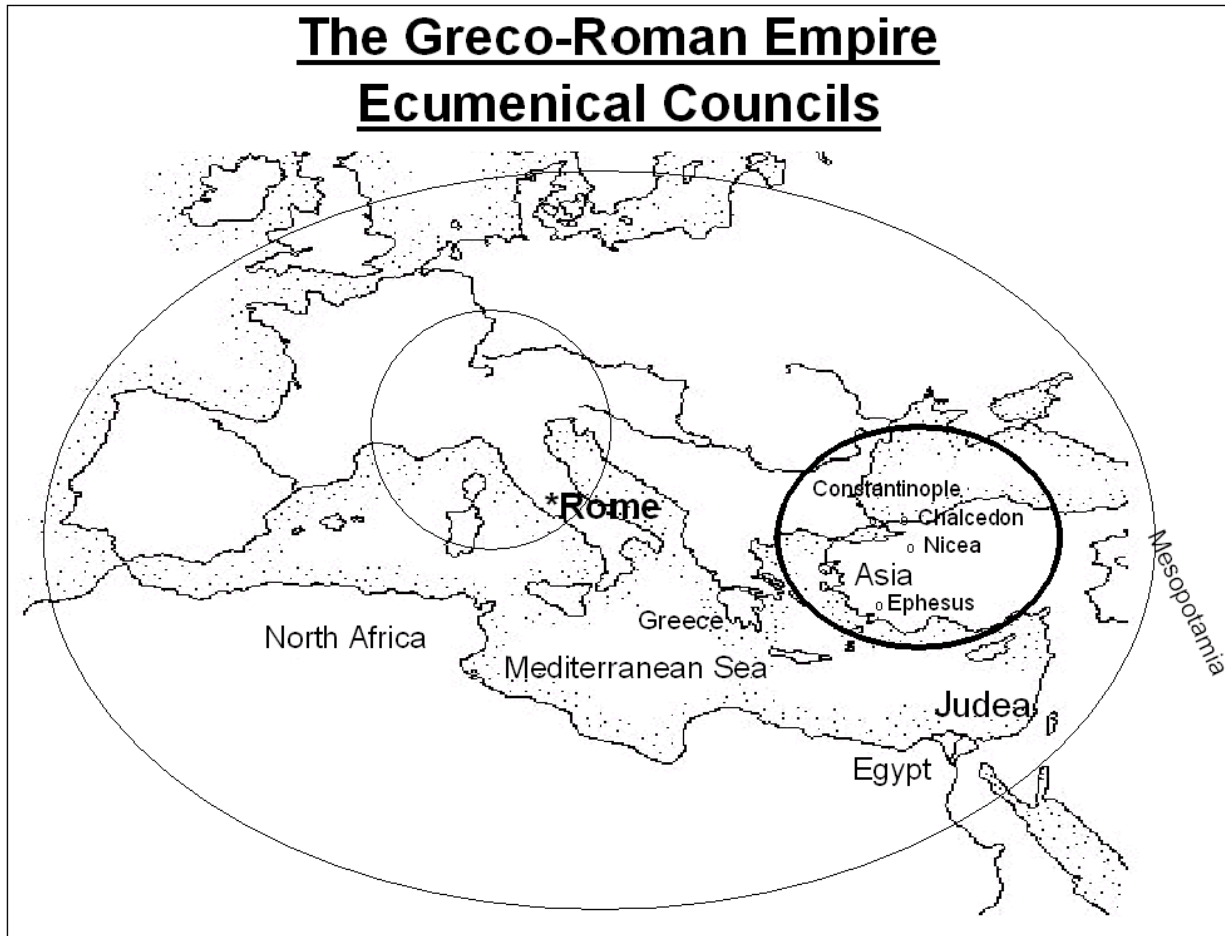 The Greco-Roman Empire
Ecumenical Councils
Constantinople
*Rome
Chalcedon
Nicea
Mesopotamia
Asia
Ephesus
Greece
North Africa
Mediterranean Sea
Judea
Egypt